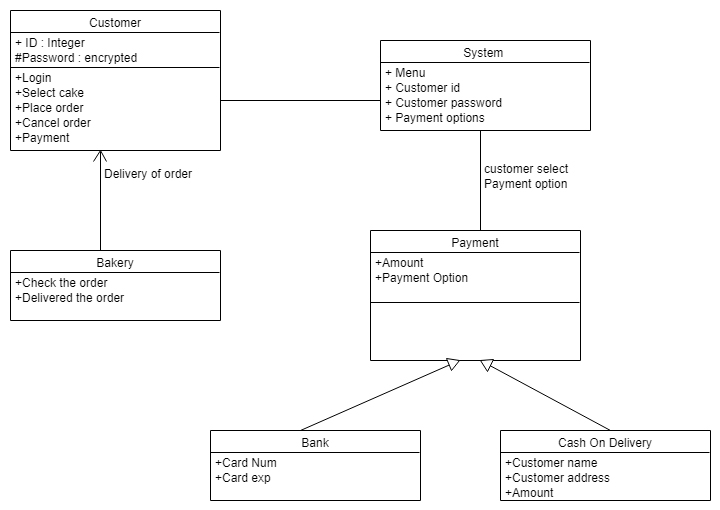 Customer
+ ID : Integer
#Password : encrypted
+Login
+Select cake
+Place order
+Cancel order
+Payment
System
+ Menu
+ Customer id
+ Customer password
+ Payment options
Delivery of order
customer select
Payment option
Bakery
+Check the order
+Delivered the order
Payment
+Amount
+Payment Option
Bank
+Card Num
+Card exp
Cash On Delivery
+Customer name
+Customer address
+Amount